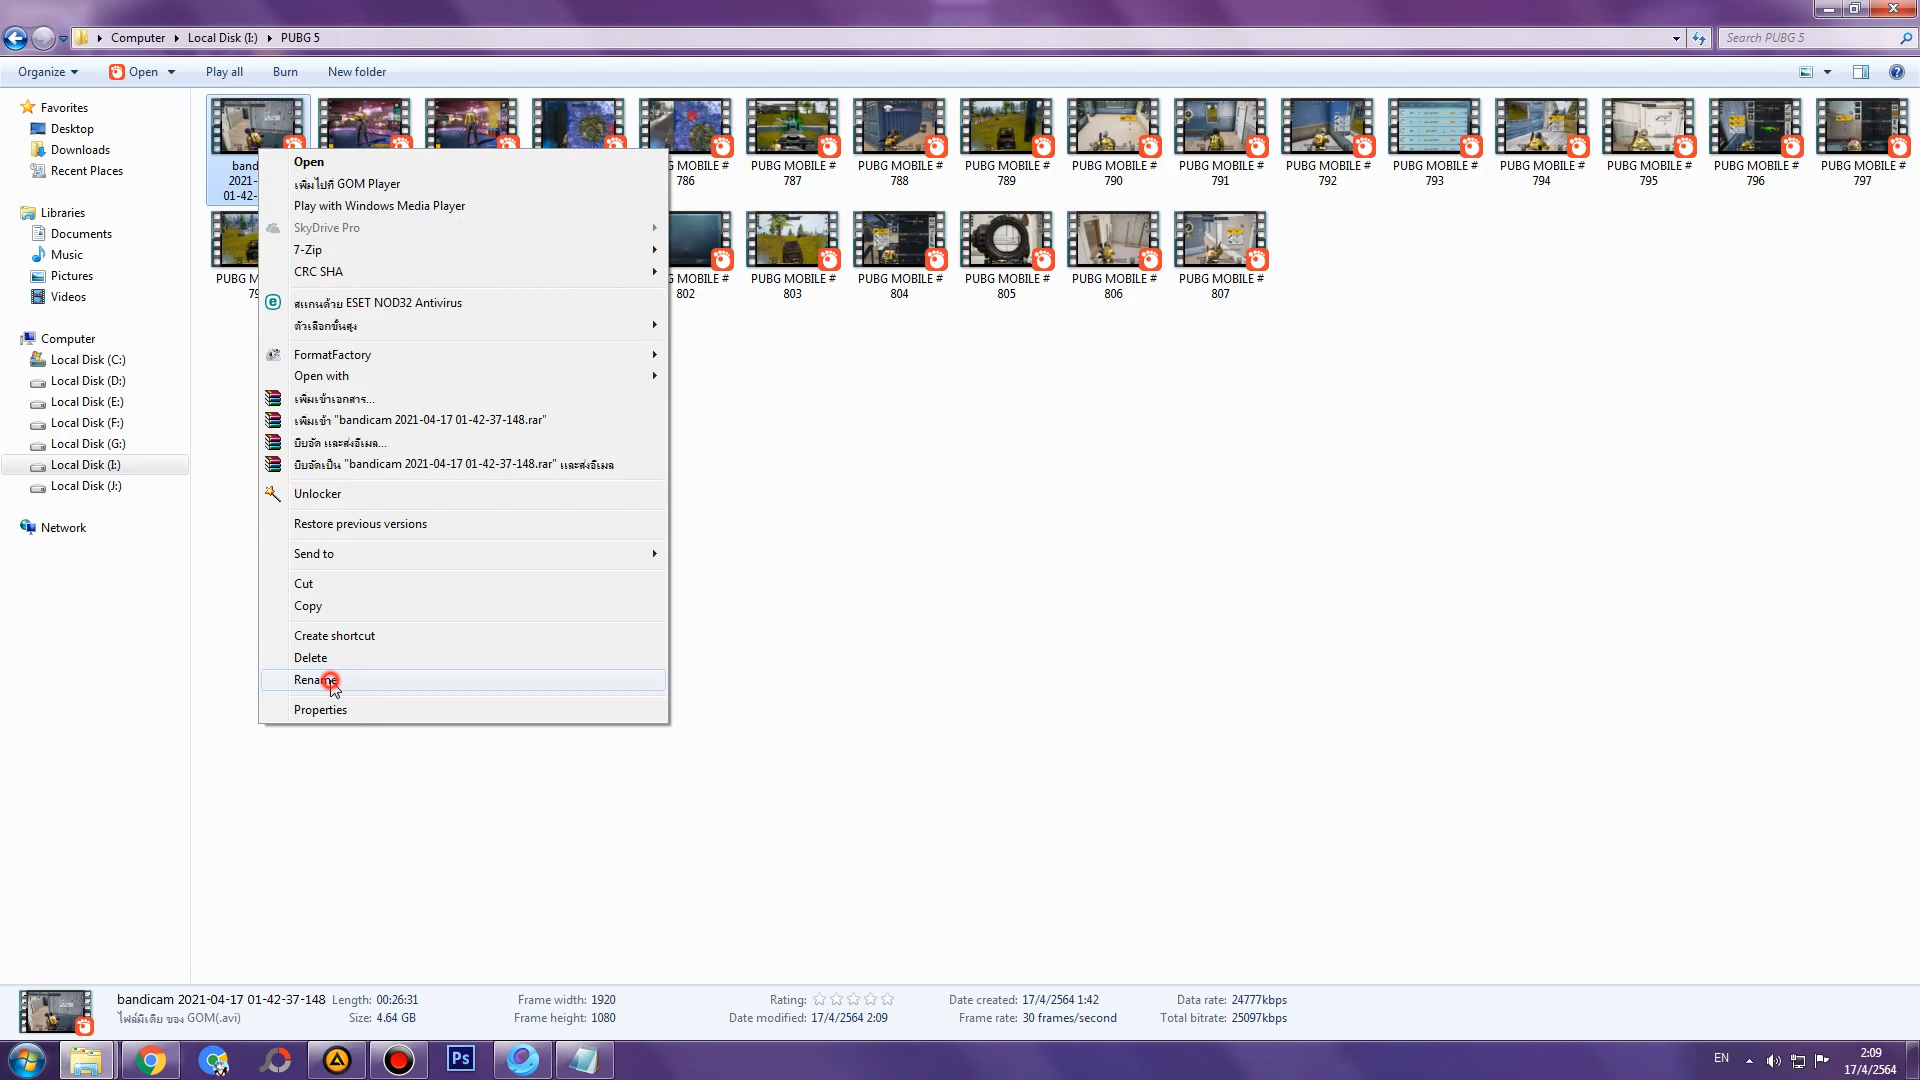 Computer
Local Disk (I:)
PUBG 5
Search PUBG 5
Organize
Open
Play all
Burn
New folder
Favorites
Desktop
Downloads
Recent Places
Libraries
Documents
Music
Pictures
Videos
Computer
Local Disk (C:)
Local Disk (D:)
Local Disk (E:)
Local Disk (F:)
Local Disk (G:)
Local Disk (I:)
Local Disk (J:)
Network
band
2021-
01-42-
G MOBILE #
786
PUBG MOBILE #
787
PUBG MOBILE #
788
PUBG MOBILE #
789
PUBG MOBILE #
790
PUBG MOBILE #
791
PUBG MOBILE #
792
PUBG MOBILE #
793
PUBG MOBILE #
794
PUBG MOBILE #
795
PUBG MOBILE #
796
PUBG MOBILE #
797
PUBG M
79
G MOBILE #
802
PUBG MOBILE #
803
PUBG MOBILE #
804
PUBG MOBILE #
805
PUBG MOBILE #
806
PUBG MOBILE #
807
Open
เพิ่มไปที่ GOM Player
Play with Windows Media Player
SkyDrive Pro
7-Zip
CRC SHA
สแกนด้วย ESET NOD32 Antivirus
ตัวเลือกขั้นสูง
FormatFactory
Open with
เพิ่มเข้าเอกสาร...
เพิ่มเข้า "bandicam 2021-04-17 01-42-37-148.rar"
บีบอัด และส่งอีเมล...
บีบอัดเป็น "bandicam 2021-04-17 01-42-37-148.rar" และส่งอีเมล
Unlocker
Restore previous versions
Send to
Cut
Copy
Create shortcut
Delete
Rename
Properties
bandicam 2021-04-17 01-42-37-148
ไฟล์มีเดีย ของ GOM(.avi)
Length: 00:26:31
Size: 4.64 GB
Frame width: 1920
Frame height: 1080
Rating:
Date modified: 17/4/2564 2:09
Date created: 17/4/2564 1:42
Frame rate: 30 frames/second
Data rate: 24777kbps
Total bitrate: 25097kbps
Ps
EN
2:09
17/4/2564